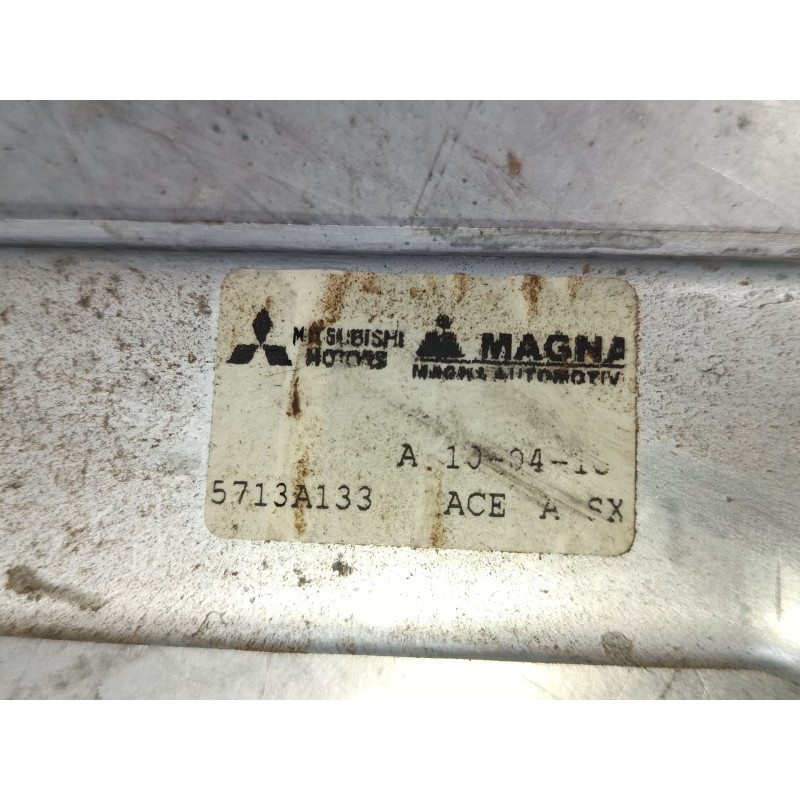 MITSUBISHI MAGNA
MOTORS MAGNA AUTOMOTIV
A 10-04-1
5713A133 ACE A SX